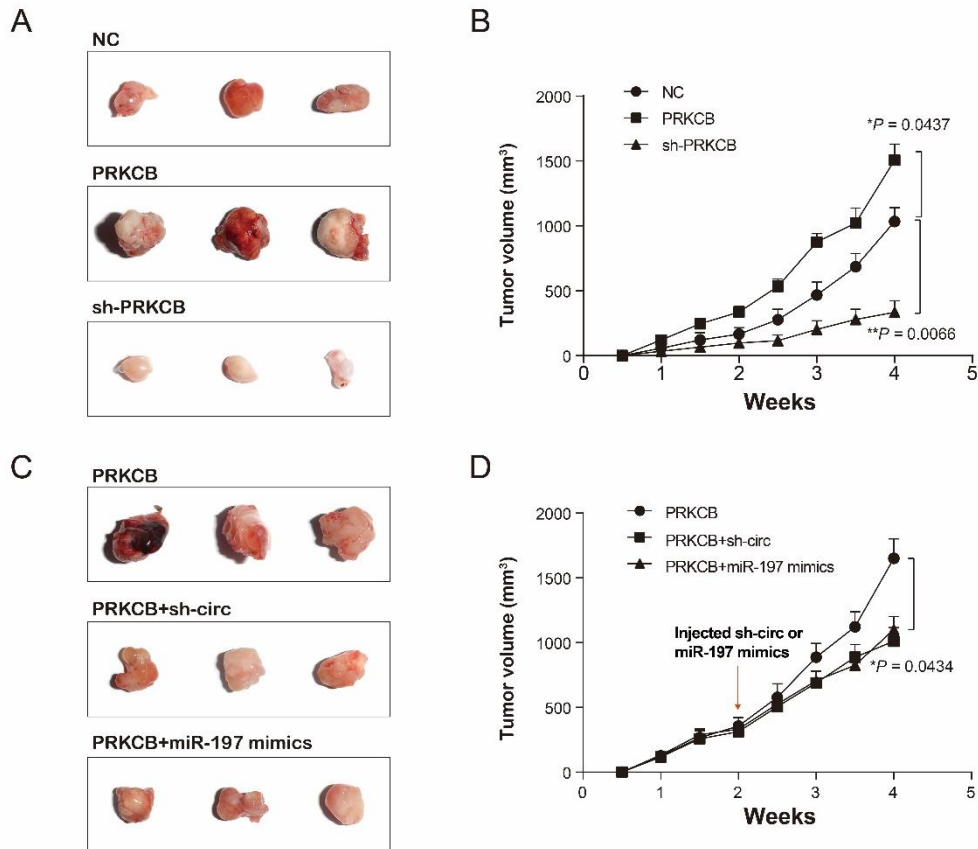 A
NC
PRKCB
sh-PRKCB
B
NC
PRKCB
sh-PRKCB
*P = 0.0437
**P = 0.0066
Tumor volume (mm³)
2000
1500
1000
500
0
0 1 2 3 4 5
Weeks
C
PRKCB
PRKCB+sh-circ
PRKCB+miR-197 mimics
D
PRKCB
PRKCB+sh-circ
PRKCB+miR-197 mimics
Injected sh-circ or
miR-197 mimics
*P = 0.0434
Tumor volume (mm³)
2000
1500
1000
500
0
0 1 2 3 4 5
Weeks